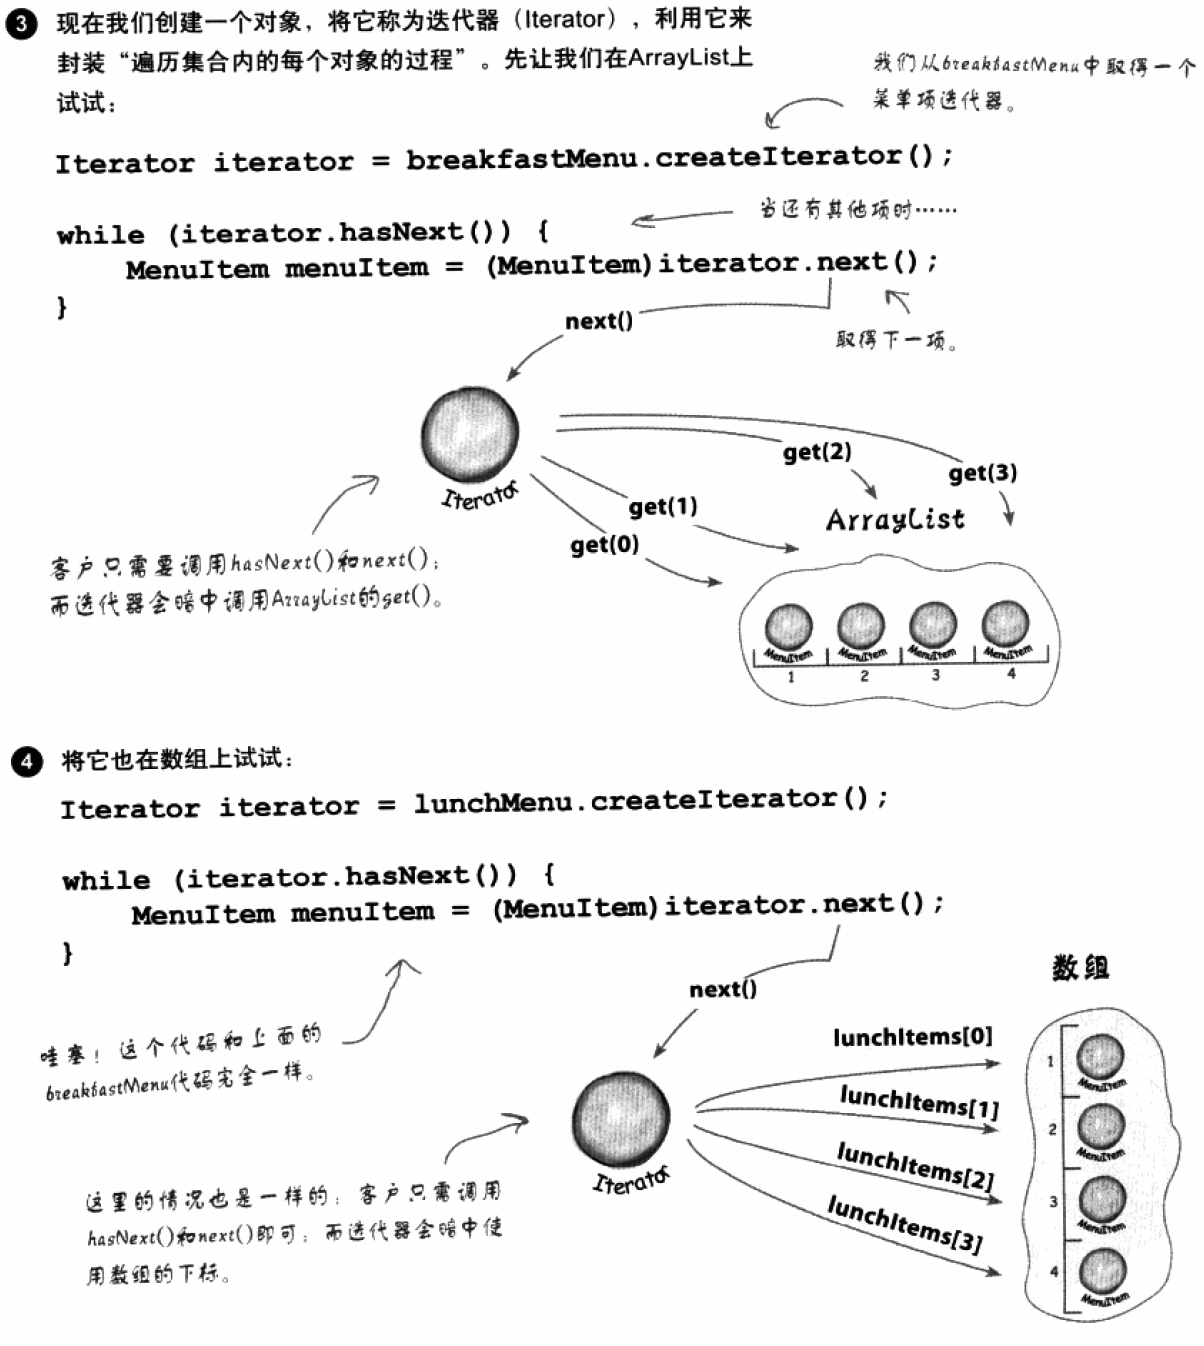 3 现在我们创建一个对象，将它称为迭代器（Iterator），利用它来
封装“遍历集合内的每个对象的过程”。先让我们在ArrayList上
试试：
我们从breakfastMenu中取得一个
菜单项迭代器。
Iterator iterator = breakfastMenu.createIterator();
当还有其他项时……
while (iterator.hasNext()) {
MenuItem menuItem = (MenuItem)iterator.next();
}
next()
取得下一项。
get(2)
get(3)
Iterator
get(1)
ArrayList
get(0)
客户只需要调用hasNext()和next()；
而迭代器会暗中调用ArrayList的get()。
MenuItem MenuItem MenuItem MenuItem
1 2 3 4
4 将它也在数组上试试：
Iterator iterator = lunchMenu.createIterator();
while (iterator.hasNext()) {
MenuItem menuItem = (MenuItem)iterator.next();
}
数组
next()
哇塞！这个代码和上面的
breakfastMenu代码完全一样。
lunchItems[0]
1
MenuItem
lunchItems[1]
2
MenuItem
lunchItems[2]
3
MenuItem
lunchItems[3]
4
MenuItem
Iterator
这里的情况也是一样的：客户只需调用
hasNext()和next()即可；而迭代器会暗中使
用数组的下标。